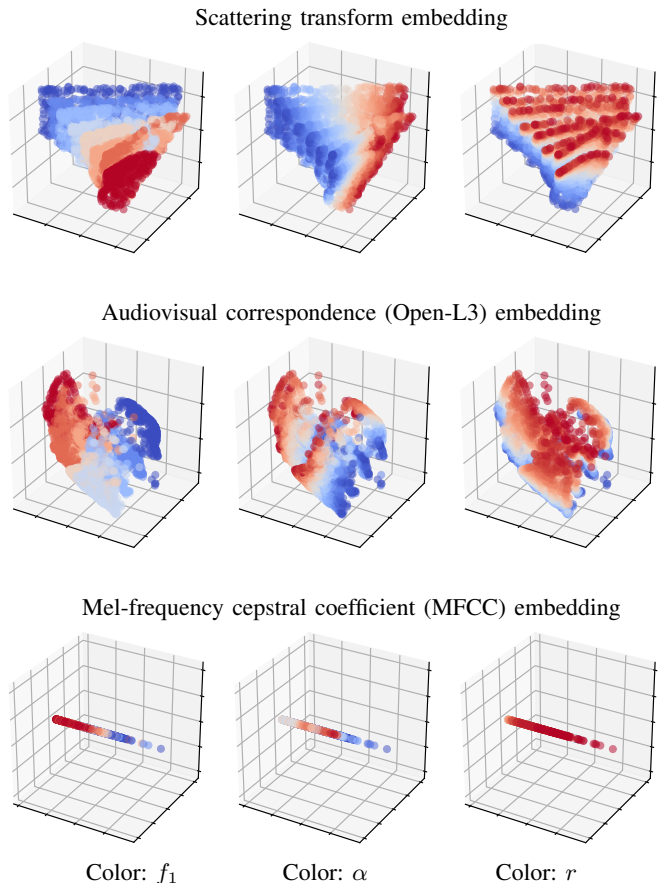 Scattering transform embedding
Audiovisual correspondence (Open-L3) embedding
Mel-frequency cepstral coefficient (MFCC) embedding
Color: f₁ Color: α Color: r